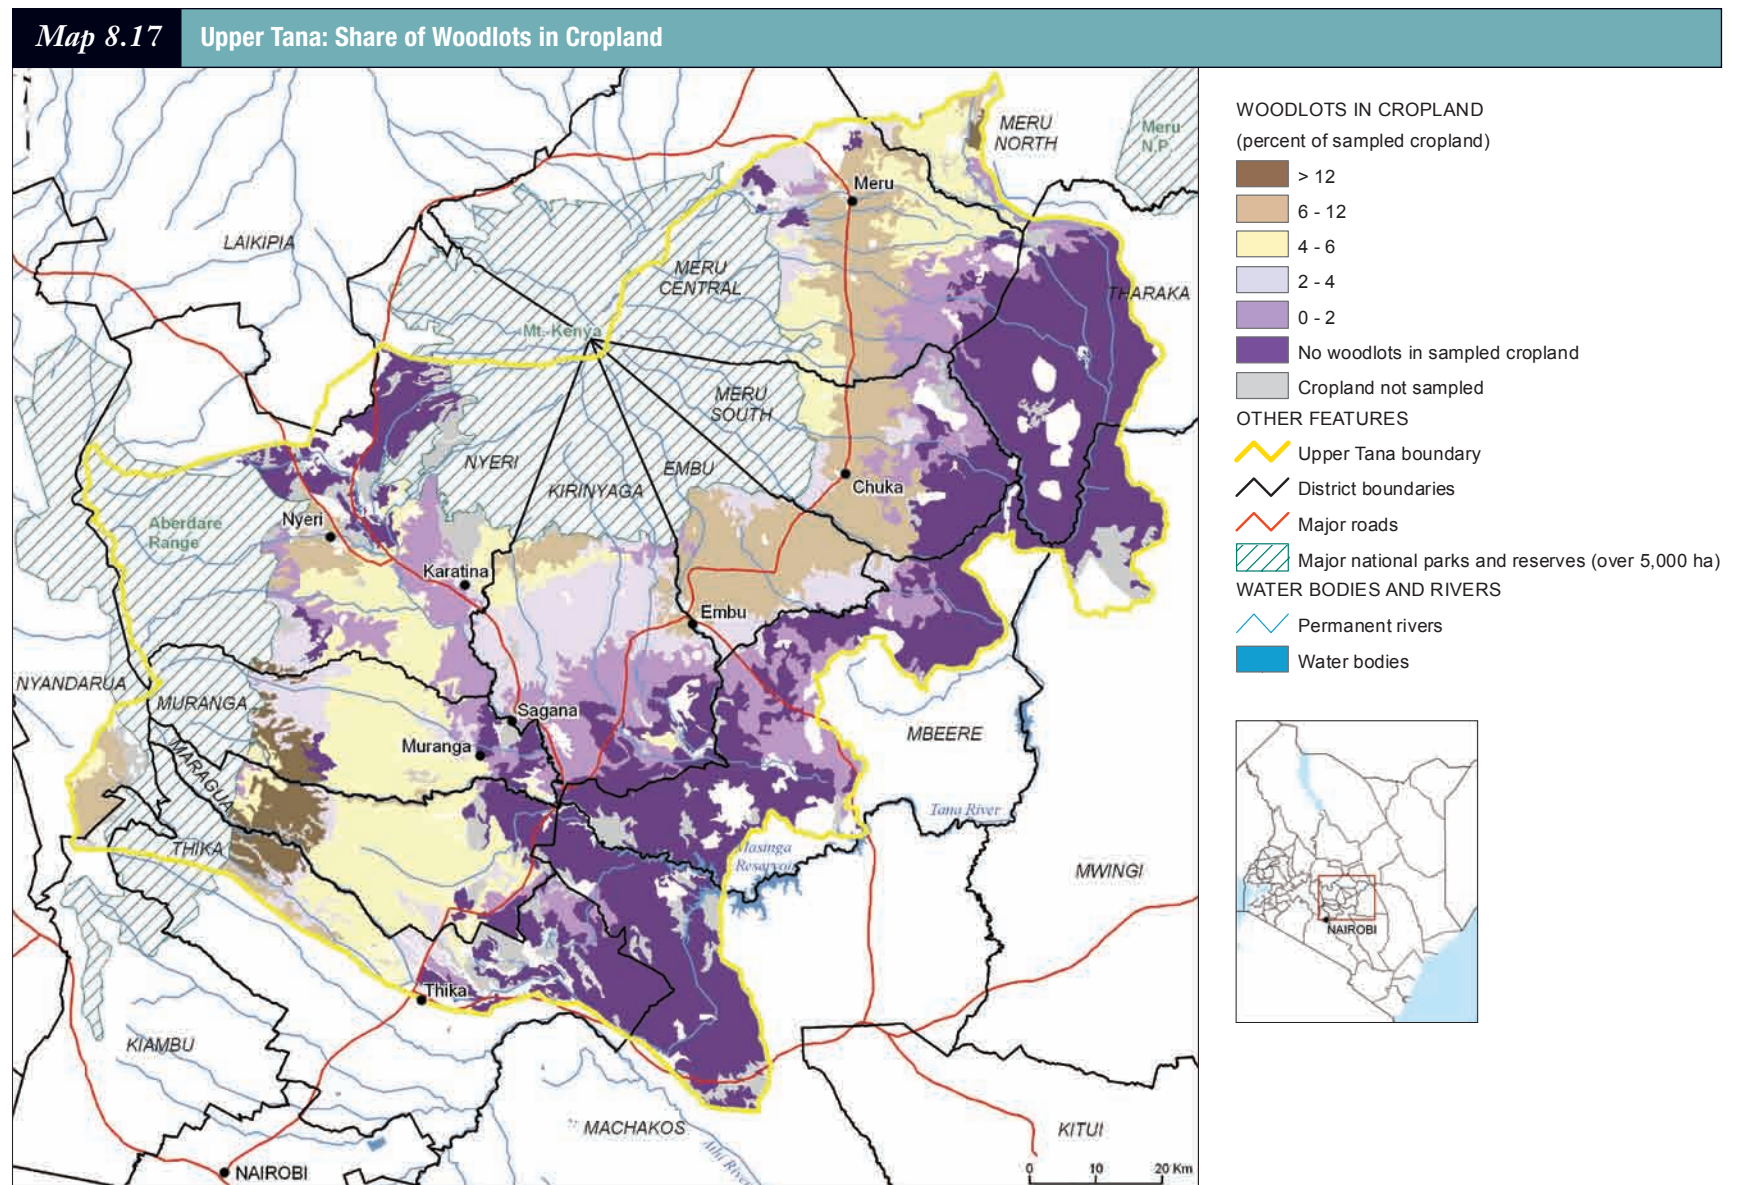 Map 8.17
Upper Tana: Share of Woodlots in Cropland
MERU
NORTH
Meru
N.P.
Meru
LAIKIPIA
MERU
CENTRAL
THARAKA
Mt. Kenya
MERU
SOUTH
NYERI
EMBU
KIRINYAGA
Chuka
Aberdare
Range
Nyeri
Karatina
Embu
NYANDARUA
MURANGA
Sagana
Muranga
MBEERE
MARAGUA
Tana River
THIKA
Masinga
Reservoir
MWINGI
Thika
KIAMBU
MACHAKOS
KITUI
Athi River
NAIROBI
0 10 20 Km
WOODLOTS IN CROPLAND
(percent of sampled cropland)
> 12
6 - 12
4 - 6
2 - 4
0 - 2
No woodlots in sampled cropland
Cropland not sampled
OTHER FEATURES
Upper Tana boundary
District boundaries
Major roads
Major national parks and reserves (over 5,000 ha)
WATER BODIES AND RIVERS
Permanent rivers
Water bodies
NAIROBI